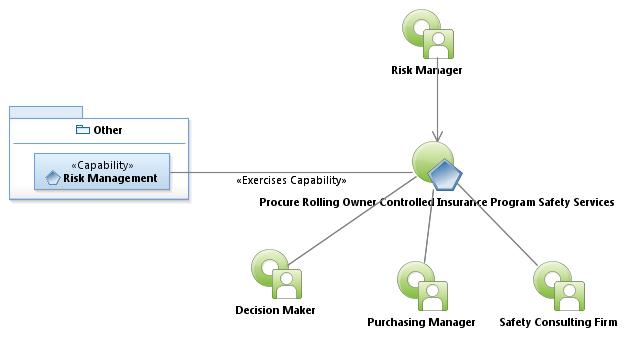 Risk Manager
Other
«Capability»
Risk Management
«Exercises Capability»
Procure Rolling Owner Controlled Insurance Program Safety Services
Decision Maker
Purchasing Manager
Safety Consulting Firm